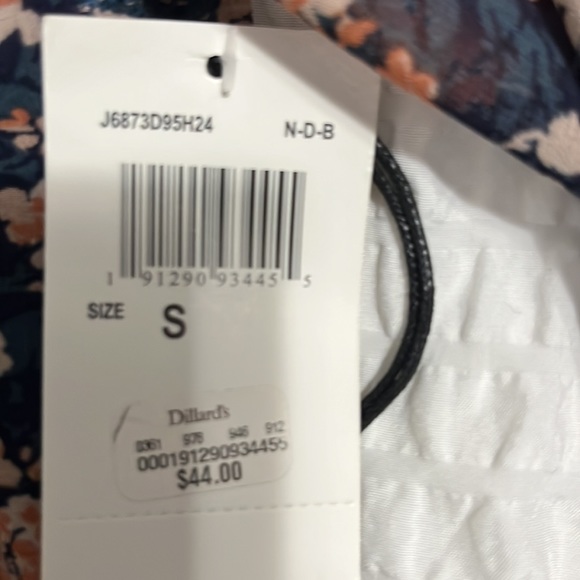 J6873D95H24 N-D-B
1 91290 93445 5
SIZE S
Dillard's
0361 976 946 912
000191290934455
$44.00